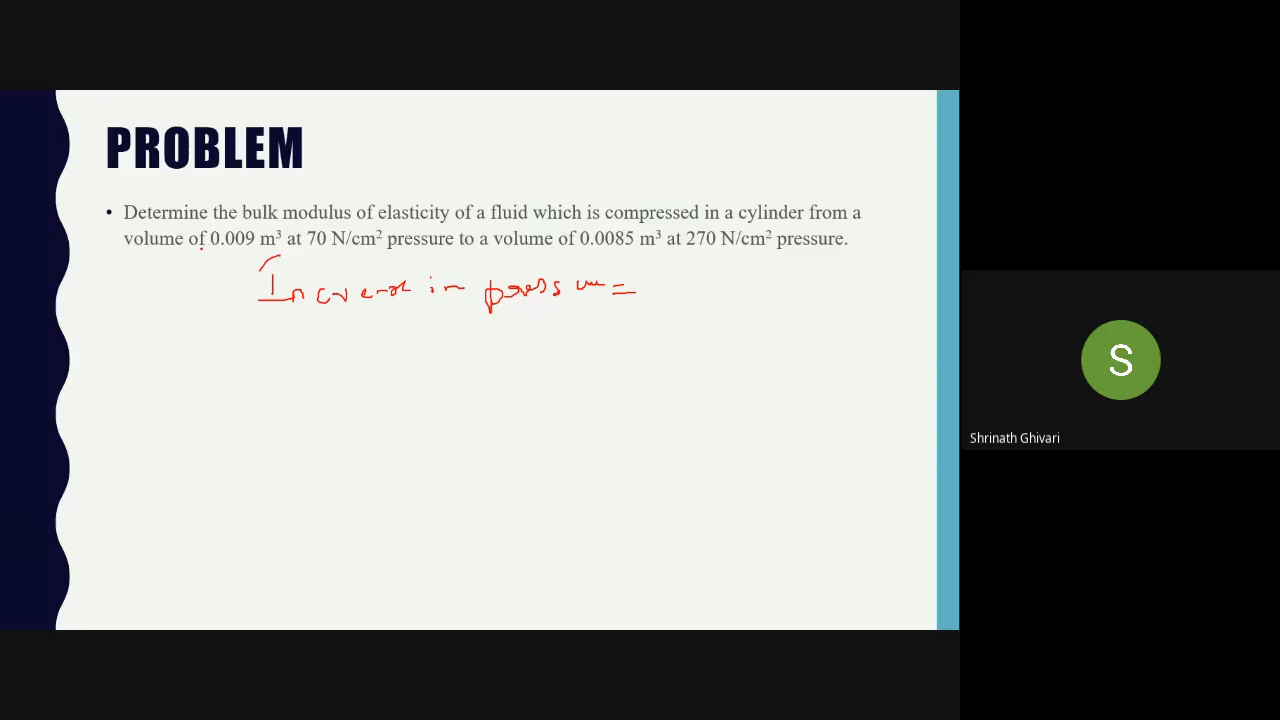 PROBLEM
• Determine the bulk modulus of elasticity of a fluid which is compressed in a cylinder from a
volume of 0.009 m³ at 70 N/cm² pressure to a volume of 0.0085 m³ at 270 N/cm² pressure.
Increase in pressure =
S
Shrinath Ghivari